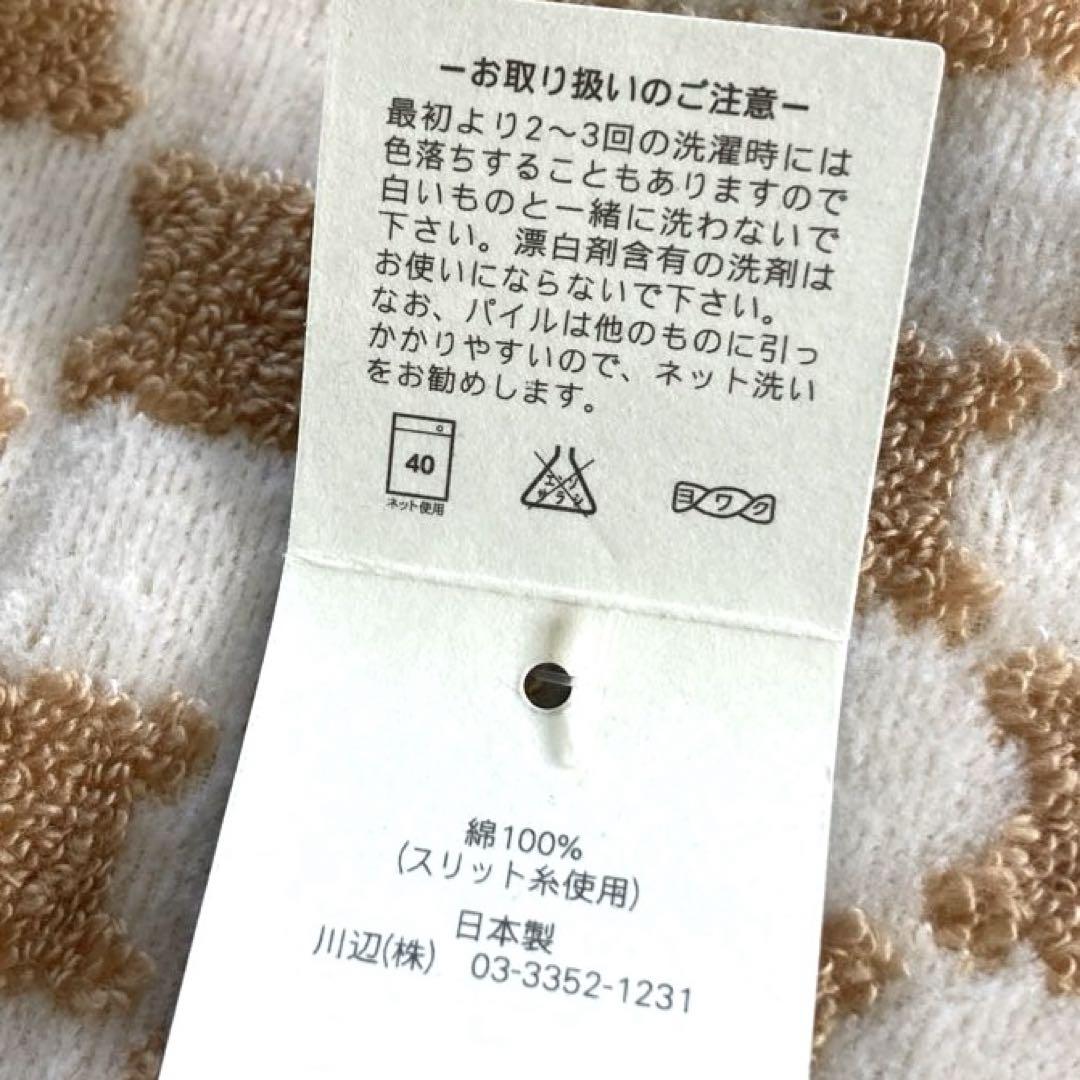 ーお取り扱いのご注意ー
最初より2〜3回の洗濯時には
色落ちすることもありますので
白いものと一緒に洗わないで
下さい。漂白剤含有の洗剤は
お使いにならないで下さい。
なお、パイルは他のものに引っ
かかりやすいので、ネット洗い
をお勧めします。
40
ネット使用
エンソ
サラシ
ヨワク
綿100%
(スリット糸使用)
日本製
川辺(株) 03-3352-1231